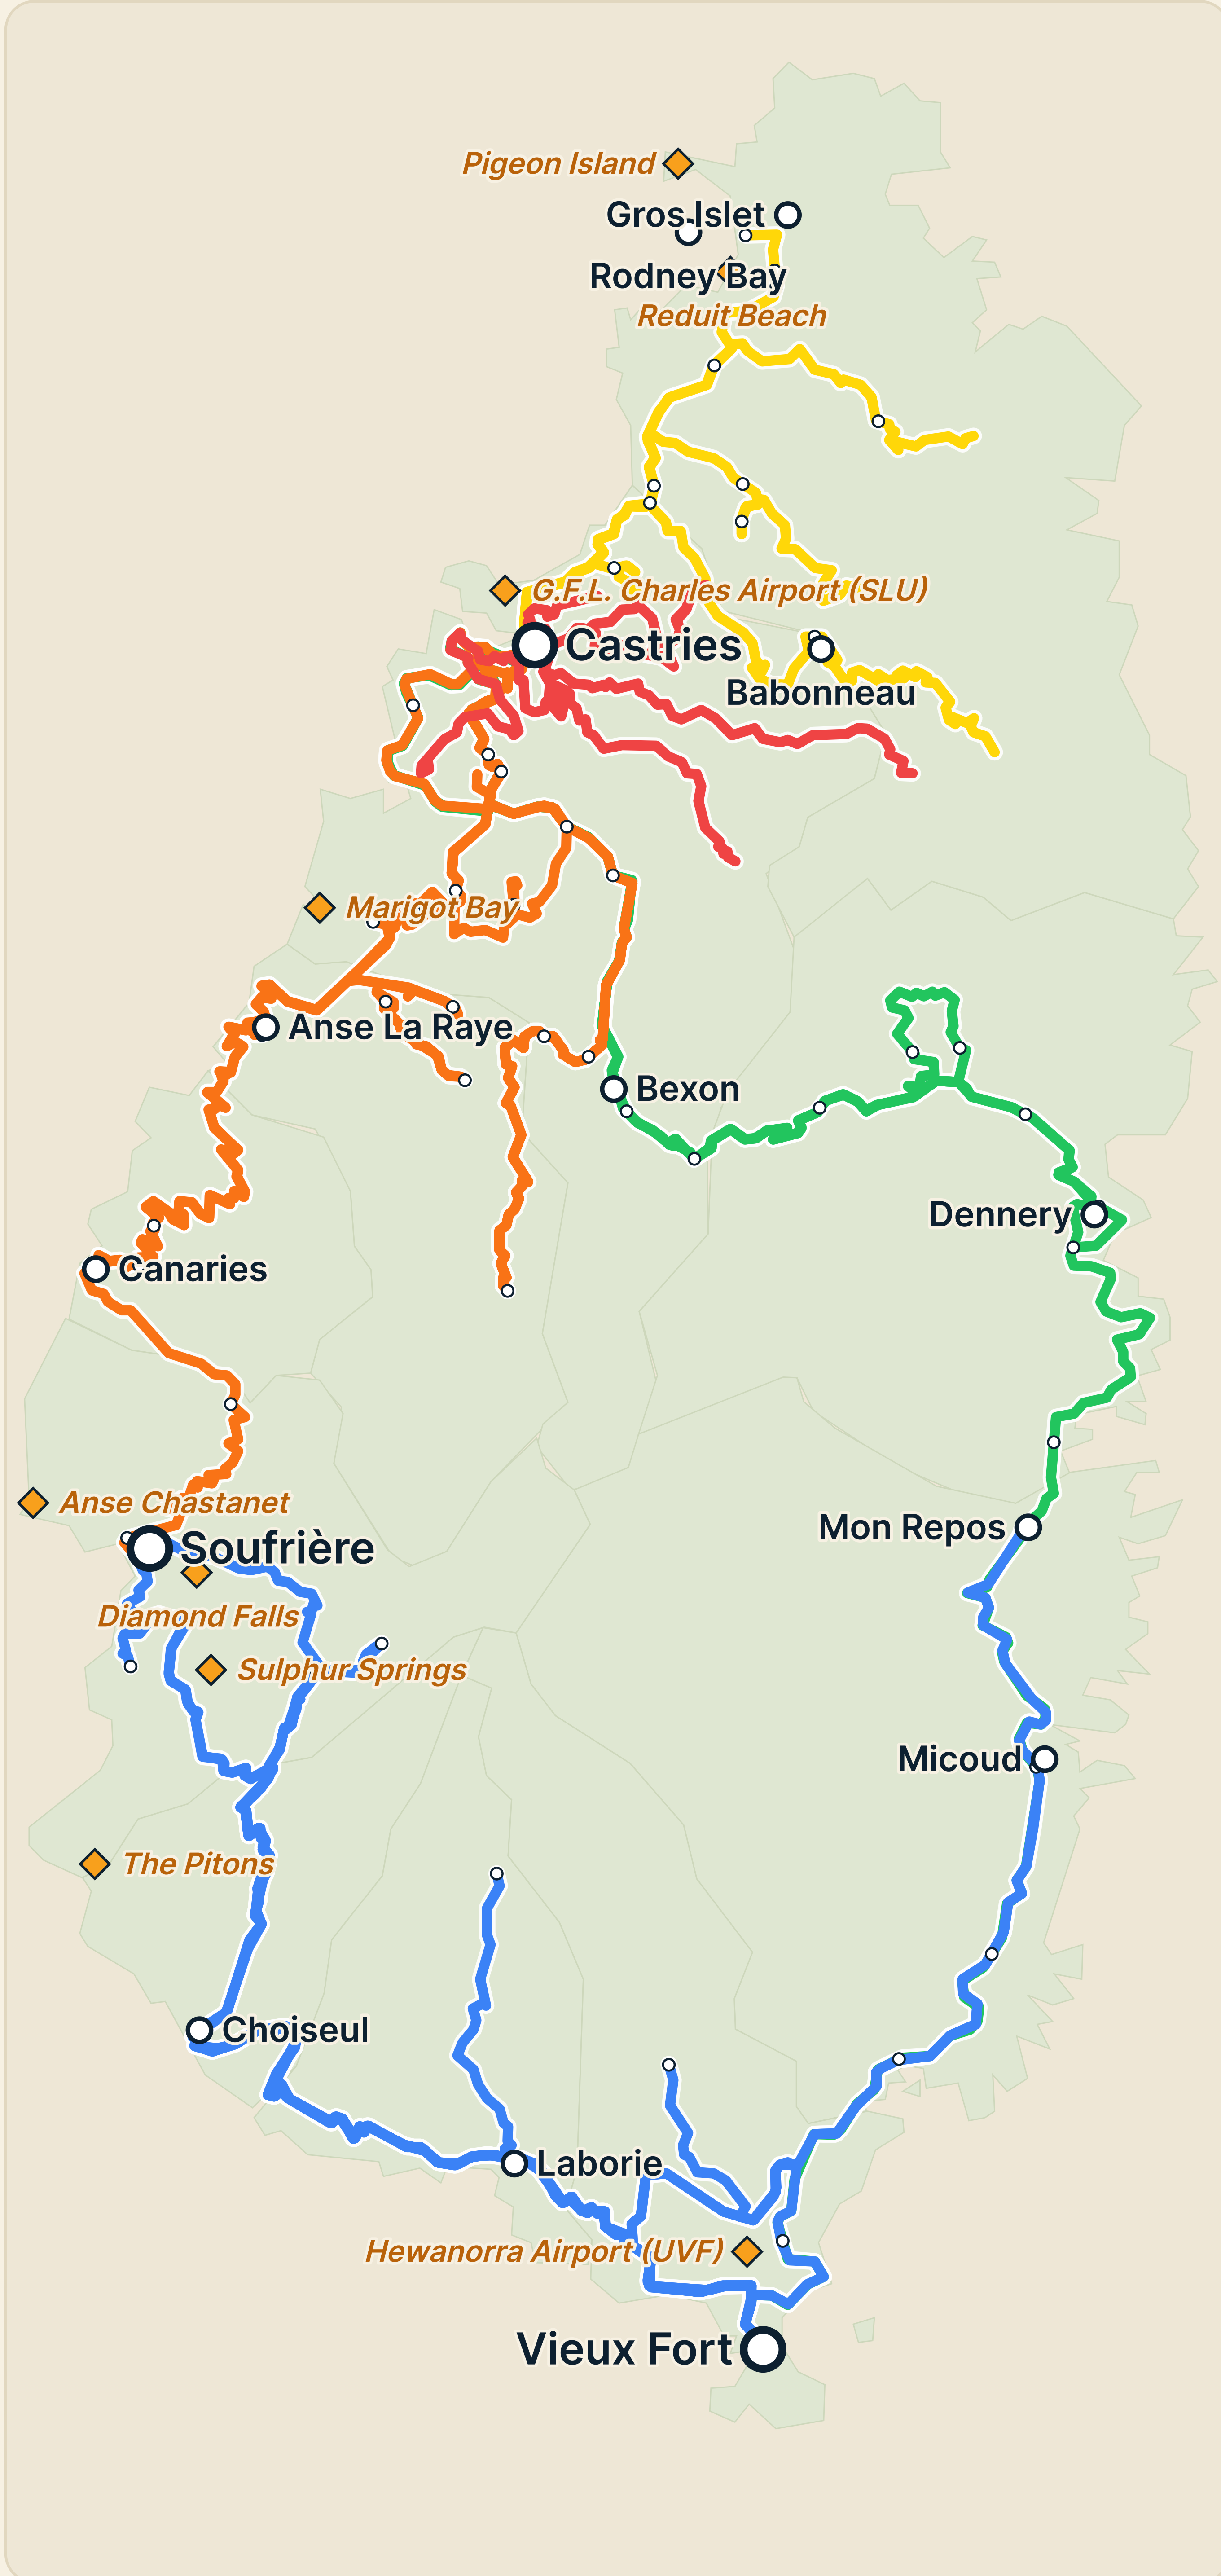 Pigeon Island
Gros Islet
Rodney Bay
Reduit Beach
G.F.L. Charles Airport (SLU)
Castries
Babonneau
Marigot Bay
Anse La Raye
Bexon
Dennery
Canaries
Anse Chastanet
Mon Repos
Soufrière
Diamond Falls
Sulphur Springs
Micoud
The Pitons
Choiseul
Laborie
Hewanorra Airport (UVF)
Vieux Fort